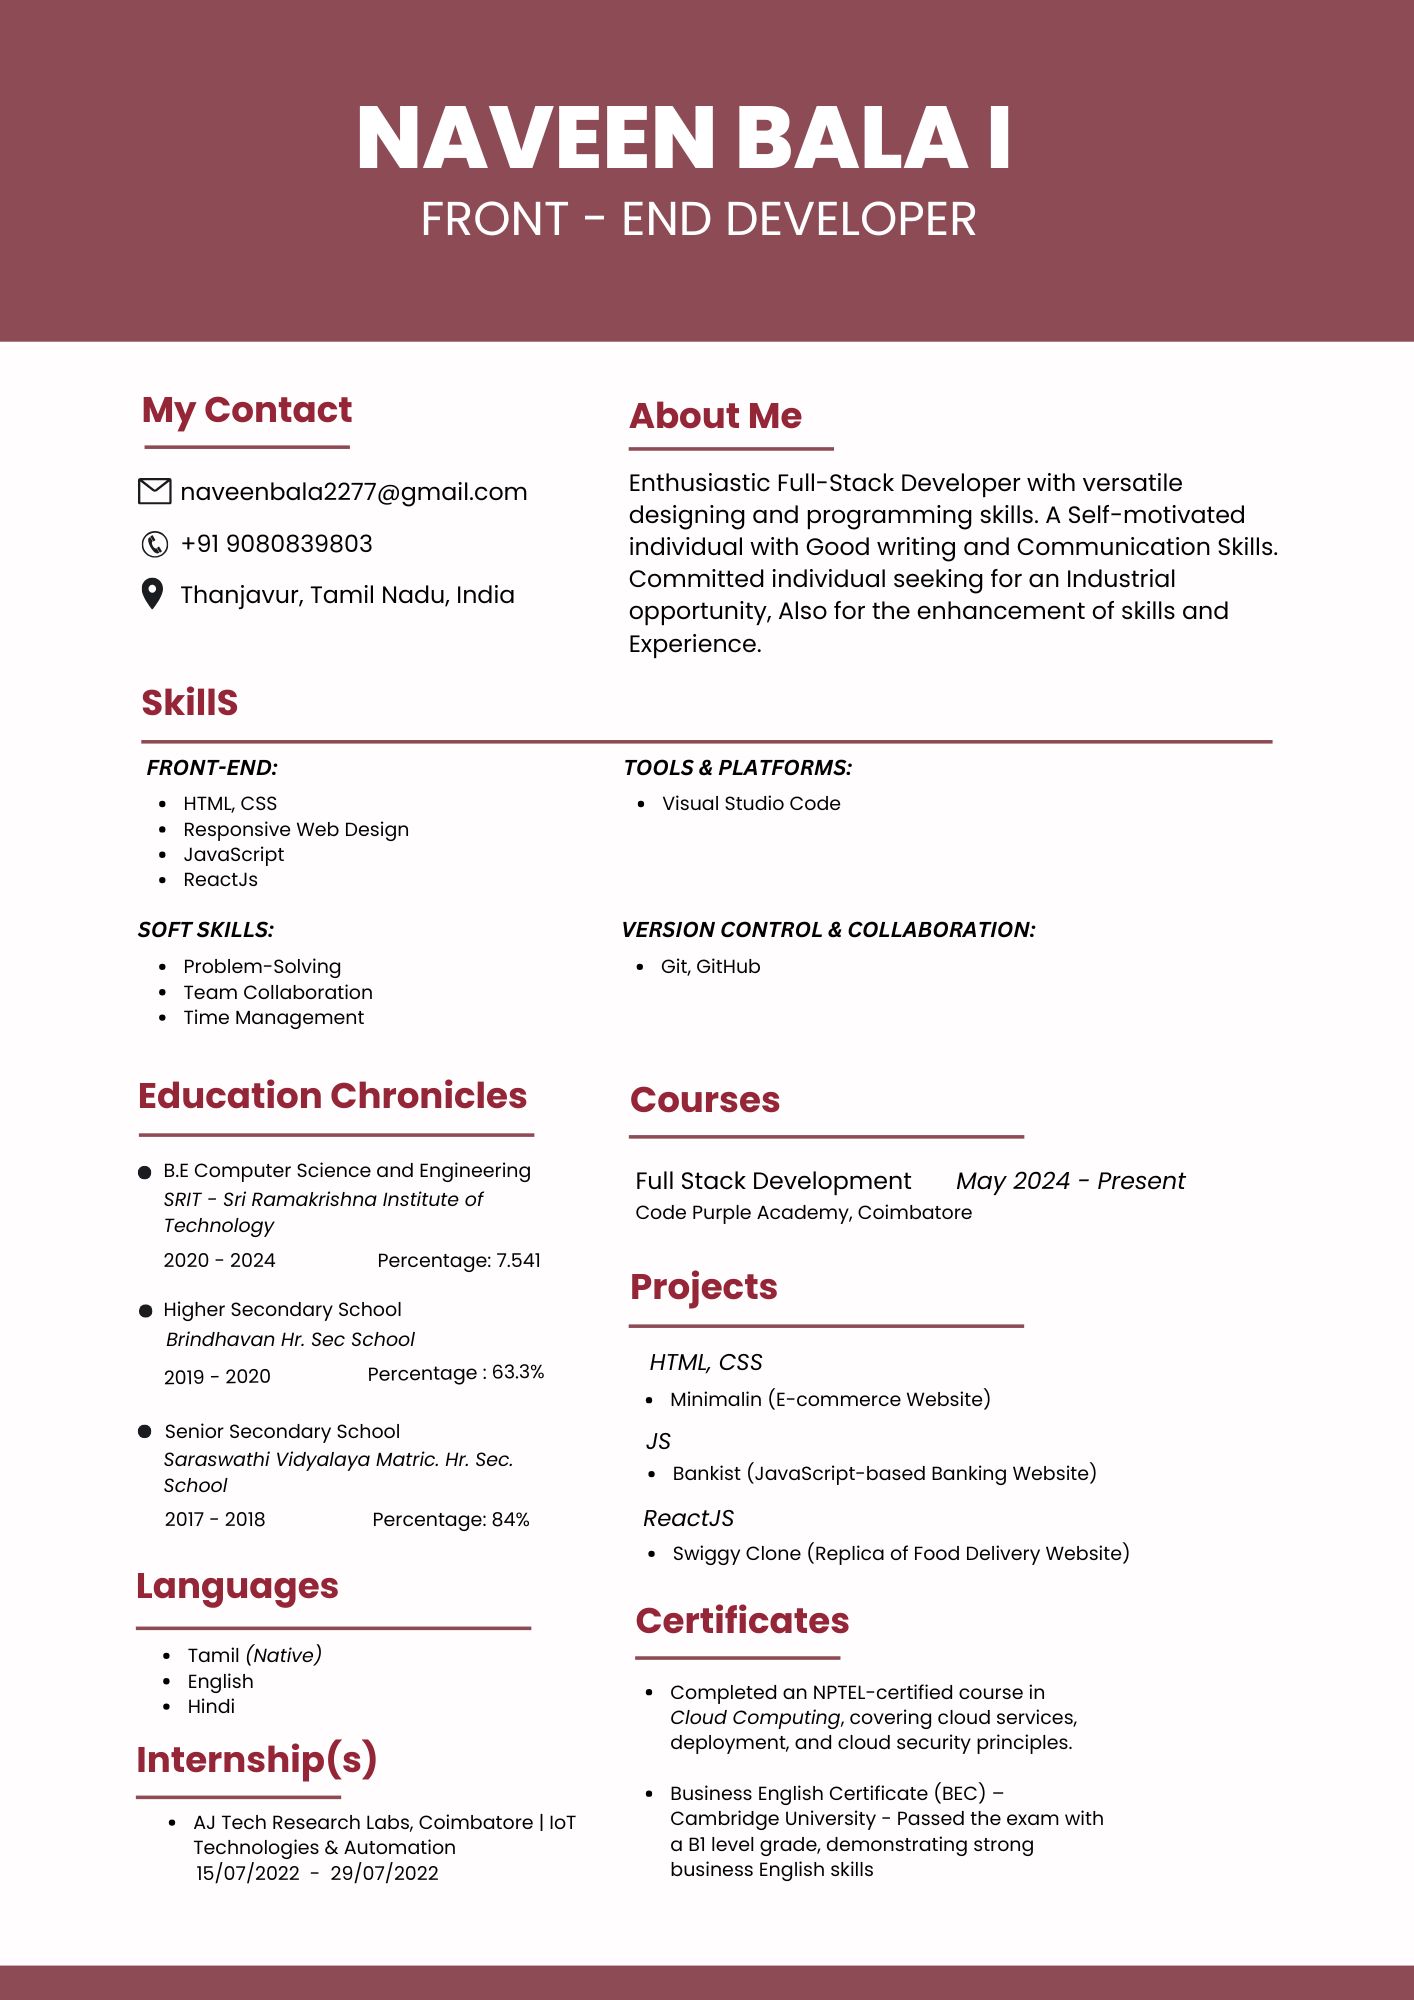 NAVEEN BALA I
FRONT - END DEVELOPER
My Contact
naveenbala2277@gmail.com
+91 9080839803
Thanjavur, Tamil Nadu, India
About Me
Enthusiastic Full-Stack Developer with versatile
designing and programming skills. A Self-motivated
individual with Good writing and Communication Skills.
Committed individual seeking for an Industrial
opportunity, Also for the enhancement of skills and
Experience.
SkillS
FRONT-END:
• HTML, CSS
• Responsive Web Design
• JavaScript
• ReactJs
TOOLS & PLATFORMS:
• Visual Studio Code
SOFT SKILLS:
• Problem-Solving
• Team Collaboration
• Time Management
VERSION CONTROL & COLLABORATION:
• Git, GitHub
Education Chronicles
B.E Computer Science and Engineering
SRIT - Sri Ramakrishna Institute of
Technology
2020 - 2024 Percentage: 7.541
Higher Secondary School
Brindhavan Hr. Sec School
2019 - 2020 Percentage : 63.3%
Senior Secondary School
Saraswathi Vidyalaya Matric. Hr. Sec.
School
2017 - 2018 Percentage: 84%
Languages
• Tamil (Native)
• English
• Hindi
Internship(s)
• AJ Tech Research Labs, Coimbatore | IoT
Technologies & Automation
15/07/2022 - 29/07/2022
Courses
Full Stack Development May 2024 - Present
Code Purple Academy, Coimbatore
Projects
HTML, CSS
• Minimalin (E-commerce Website)
JS
• Bankist (JavaScript-based Banking Website)
ReactJS
• Swiggy Clone (Replica of Food Delivery Website)
Certificates
• Completed an NPTEL-certified course in
Cloud Computing, covering cloud services,
deployment, and cloud security principles.
• Business English Certificate (BEC) –
Cambridge University - Passed the exam with
a B1 level grade, demonstrating strong
business English skills